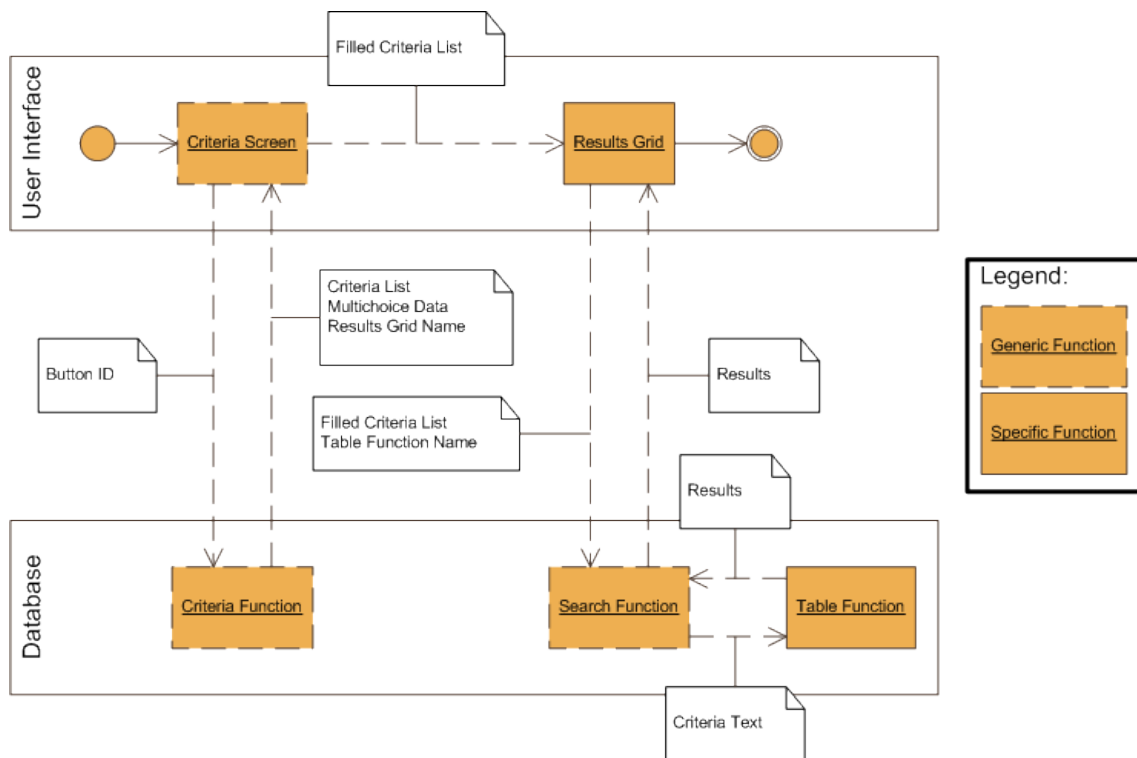 Filled Criteria List
User Interface
Criteria Screen
Results Grid
Criteria List
Multichoice Data
Results Grid Name
Button ID
Results
Filled Criteria List
Table Function Name
Results
Database
Criteria Function
Search Function
Table Function
Criteria Text
Legend:
Generic Function
Specific Function